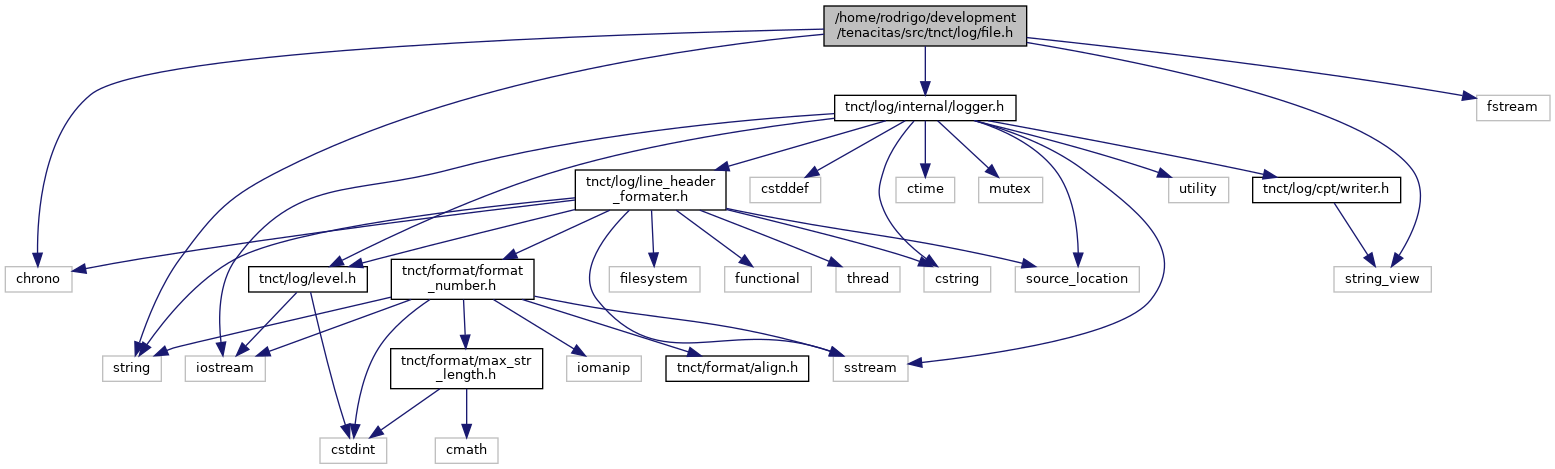 /home/rodrigo/development
/tenacitas/src/tnct/log/file.h
tnct/log/internal/logger.h
fstream
tnct/log/line_header
_formater.h
cstddef
ctime
mutex
utility
tnct/log/cpt/writer.h
chrono
tnct/log/level.h
tnct/format/format
_number.h
filesystem
functional
thread
cstring
source_location
string_view
string
iostream
tnct/format/max_str
_length.h
iomanip
tnct/format/align.h
sstream
cstdint
cmath